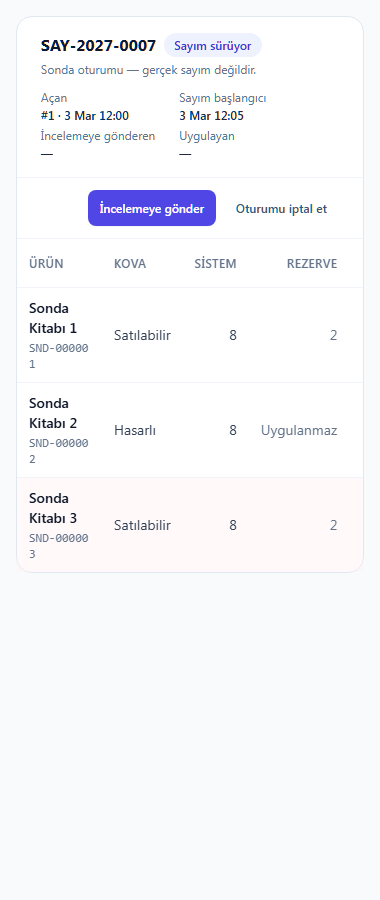 SAY-2027-0007 Sayım sürüyor
Sonda oturumu — gerçek sayım değildir.
Açan Sayım başlangıcı
#1 · 3 Mar 12:00 3 Mar 12:05
İncelemeye gönderen Uygulayan
— —
İncelemeye gönder Oturumu iptal et
ÜRÜN KOVA SİSTEM REZERVE
Sonda
Kitabı 1
SND-00000
1
Satılabilir 8 2
Sonda
Kitabı 2
SND-00000
2
Hasarlı 8 Uygulanmaz
Sonda
Kitabı 3
SND-00000
3
Satılabilir 8 2